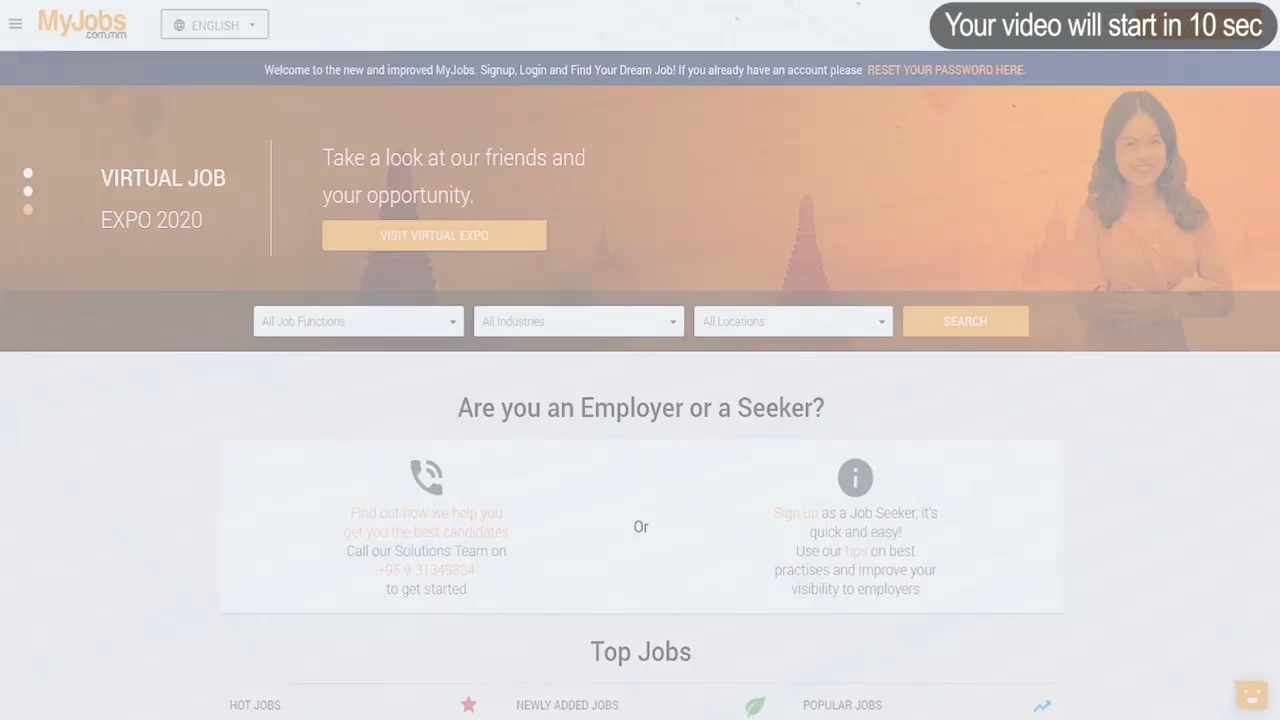 MyJobs
.com.mm
ENGLISH
Your video will start in 10 sec
Welcome to the new and improved MyJobs. Signup, Login and Find Your Dream Job! If you already have an account please RESET YOUR PASSWORD HERE.
VIRTUAL JOB
EXPO 2020
Take a look at our friends and
your opportunity.
VISIT VIRTUAL EXPO
All Job Functions
All Industries
All Locations
SEARCH
Are you an Employer or a Seeker?
Find out how we help you
get you the best candidates
Call our Solutions Team on
+95 9 31349834
to get started
Or
Sign up as a Job Seeker, it's
quick and easy!
Use our tips on best
practises and improve your
visibility to employers
Top Jobs
HOT JOBS
NEWLY ADDED JOBS
POPULAR JOBS